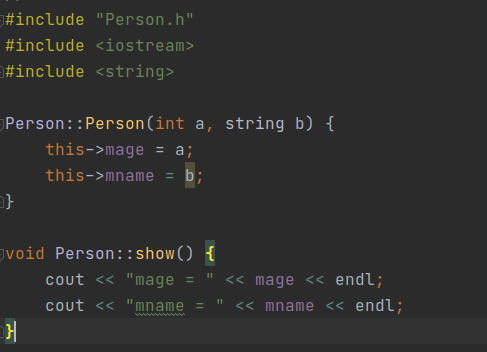 #include "Person.h"
#include <iostream>
#include <string>
Person::Person(int a, string b) {
this->mage = a;
this->mname = b;
}
void Person::show() {
cout << "mage = " << mage << endl;
cout << "mname = " << mname << endl;
}